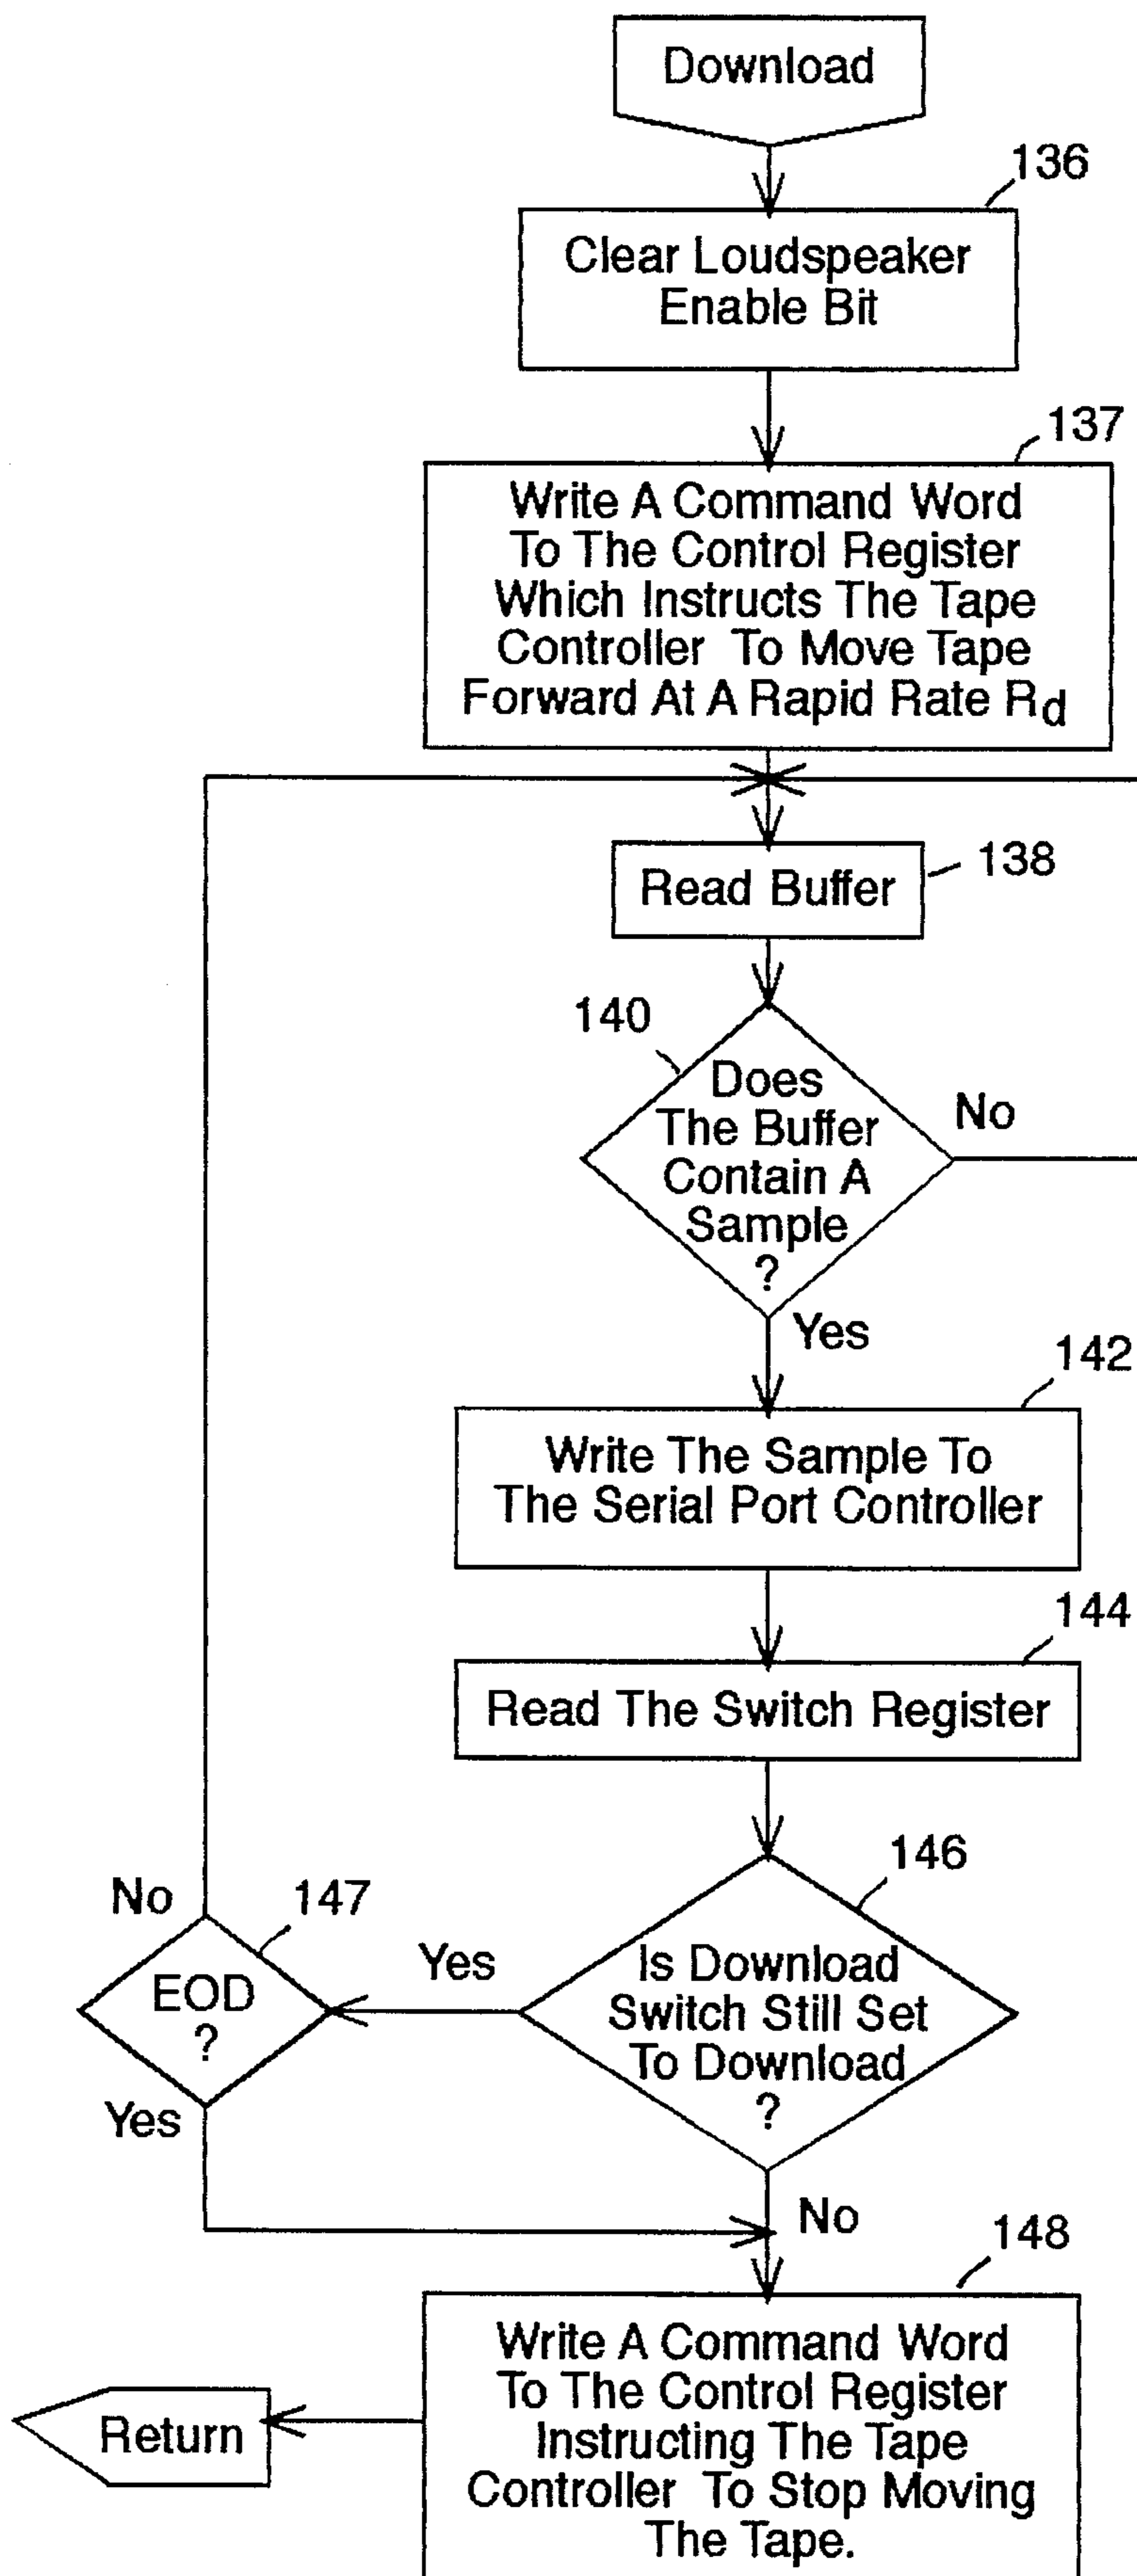 Download
136
Clear Loudspeaker
Enable Bit
137
Write A Command Word
To The Control Register
Which Instructs The Tape
Controller To Move Tape
Forward At A Rapid Rate Rd
138
Read Buffer
140
Does
The Buffer
Contain A
Sample
?
No
Yes
142
Write The Sample To
The Serial Port Controller
144
Read The Switch Register
146
Is Download
Switch Still Set
To Download
?
Yes
No
147
EOD
?
No
Yes
148
Write A Command Word
To The Control Register
Instructing The Tape
Controller To Stop Moving
The Tape.
Return